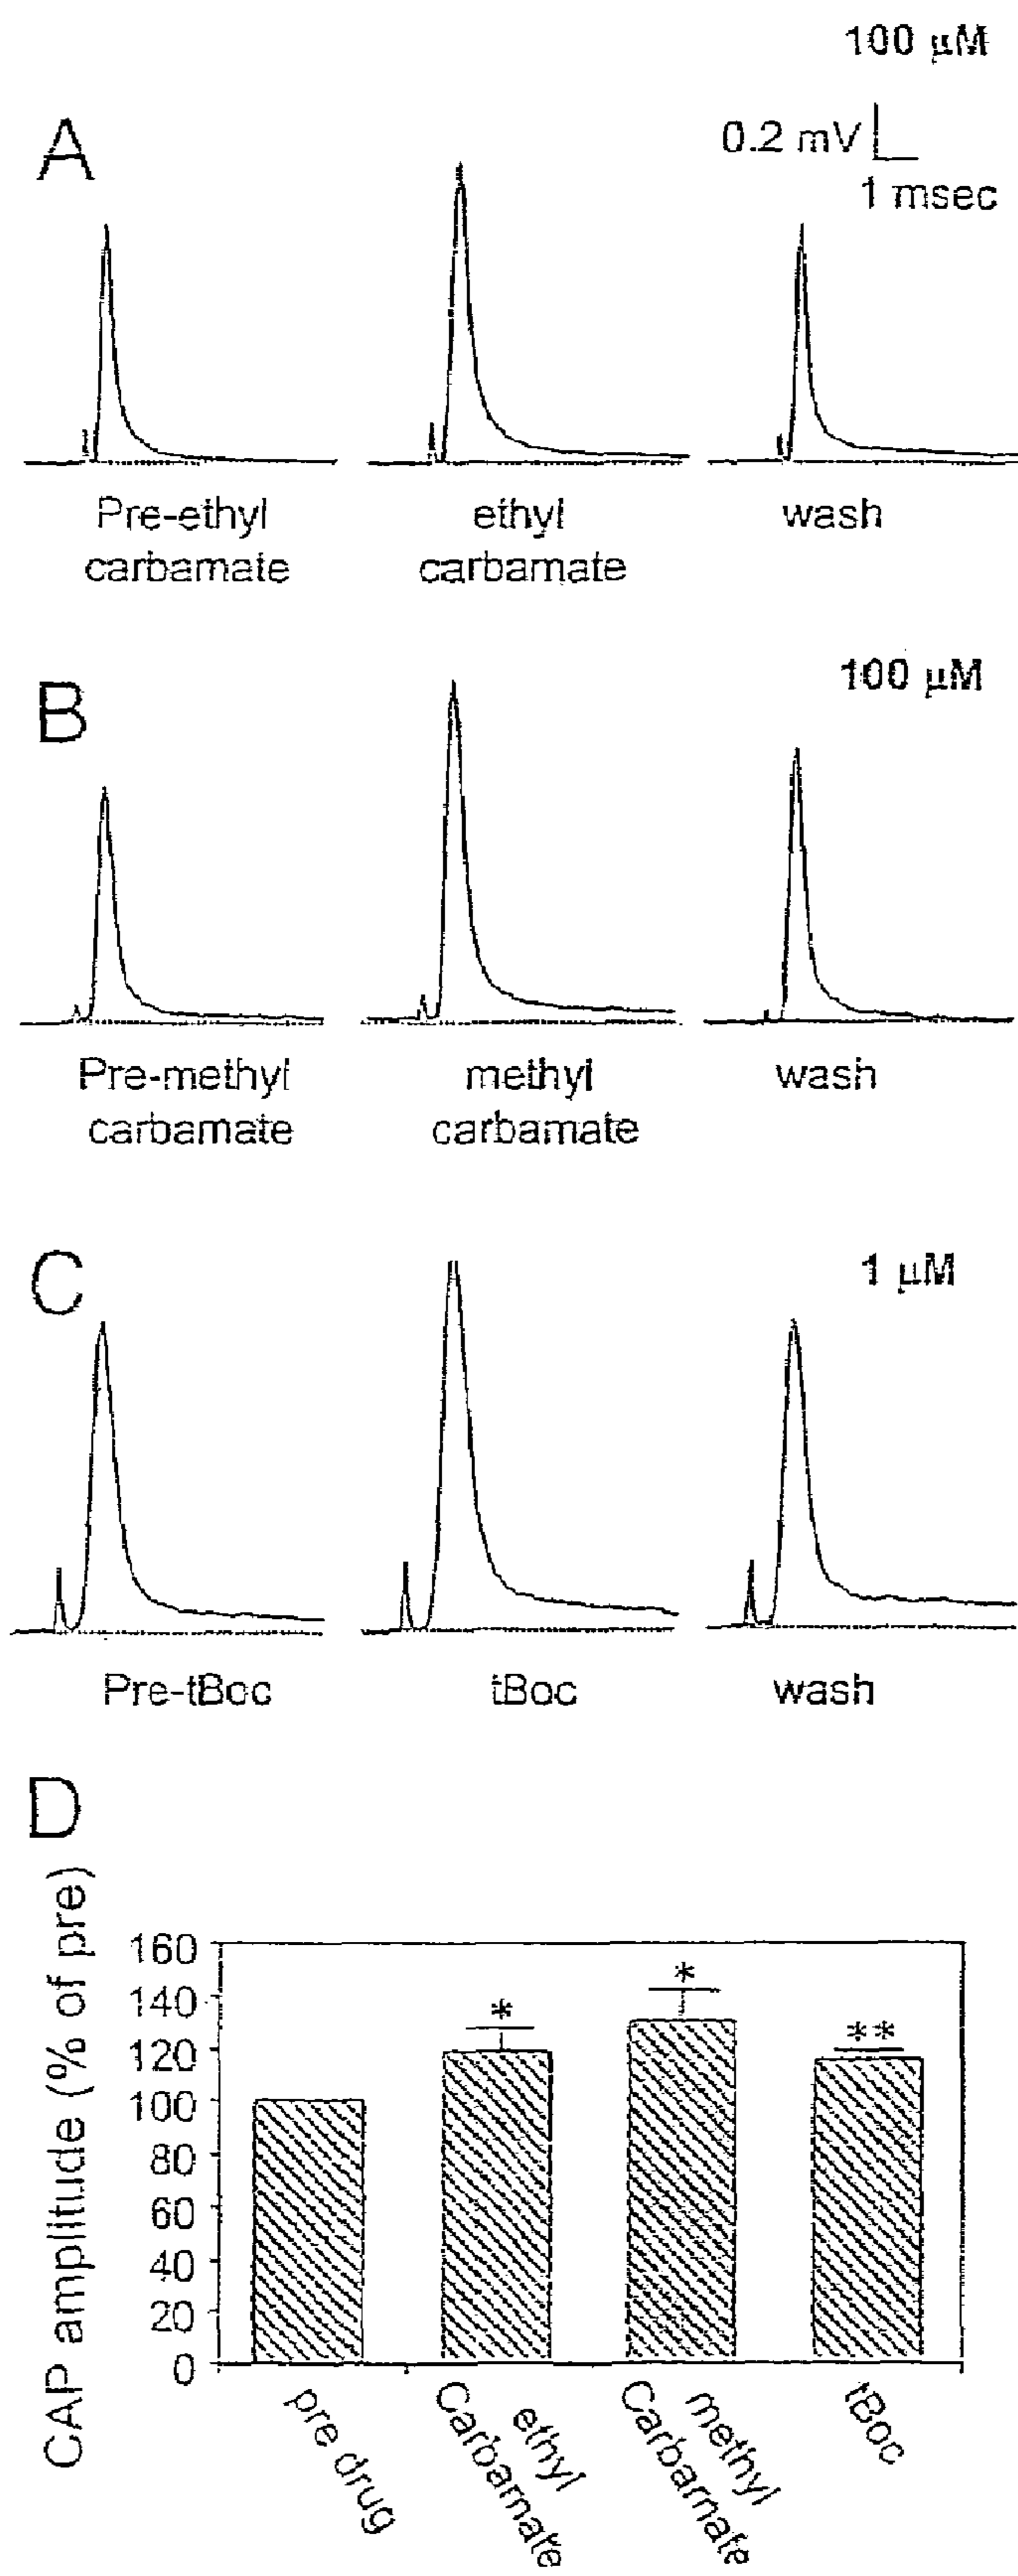 100 µM
A
0.2 mV
1 msec
Pre-ethyl
carbamate
ethyl
carbamate
wash
B
100 µM
Pre-methyl
carbamate
methyl
carbamate
wash
C
1 µM
Pre-tBoc
tBoc
wash
D
CAP amplitude (% of pre)
160
140
120
100
80
60
40
20
0
*
*
**
pre drug
ethyl
Carbamate
methyl
Carbamate
tBoc